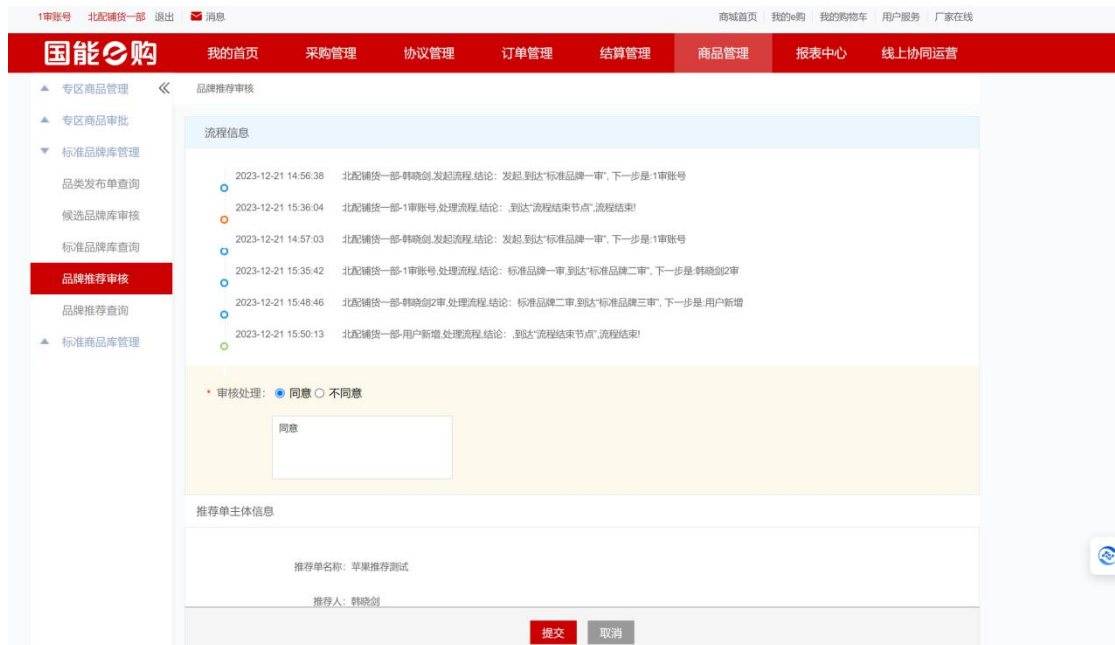 1审账号 北配铺货一部 退出 消息 商城首页 我的e购 我的购物车 用户服务 厂家在线
国能e购 我的首页 采购管理 协议管理 订单管理 结算管理 商品管理 报表中心 线上协同运营
专区商品管理
品牌推荐审核
专区商品审批
标准品牌库管理
品类发布单查询
候选品牌库审核
标准品牌库查询
品牌推荐审核
品牌推荐查询
标准商品库管理
流程信息
2023-12-21 14:56:38 北配铺货一部-韩晓剑,发起流程,结论：发起,到达“标准品牌一审”, 下一步是:1审账号
2023-12-21 15:36:04 北配铺货一部-1审账号,处理流程,结论：,到达“流程结束节点”,流程结束!
2023-12-21 14:57:03 北配铺货一部-韩晓剑,发起流程,结论：发起,到达“标准品牌一审”, 下一步是:1审账号
2023-12-21 15:35:42 北配铺货一部-1审账号,处理流程,结论：标准品牌一审,到达“标准品牌二审”, 下一步是:韩晓剑2审
2023-12-21 15:48:46 北配铺货一部-韩晓剑2审,处理流程,结论：标准品牌二审,到达“标准品牌三审”, 下一步是:用户新增
2023-12-21 15:50:13 北配铺货一部-用户新增,处理流程,结论：,到达“流程结束节点”,流程结束!
* 审核处理： 同意 不同意
同意
推荐单主体信息
推荐单名称：苹果推荐测试
推荐人：韩晓剑
提交 取消